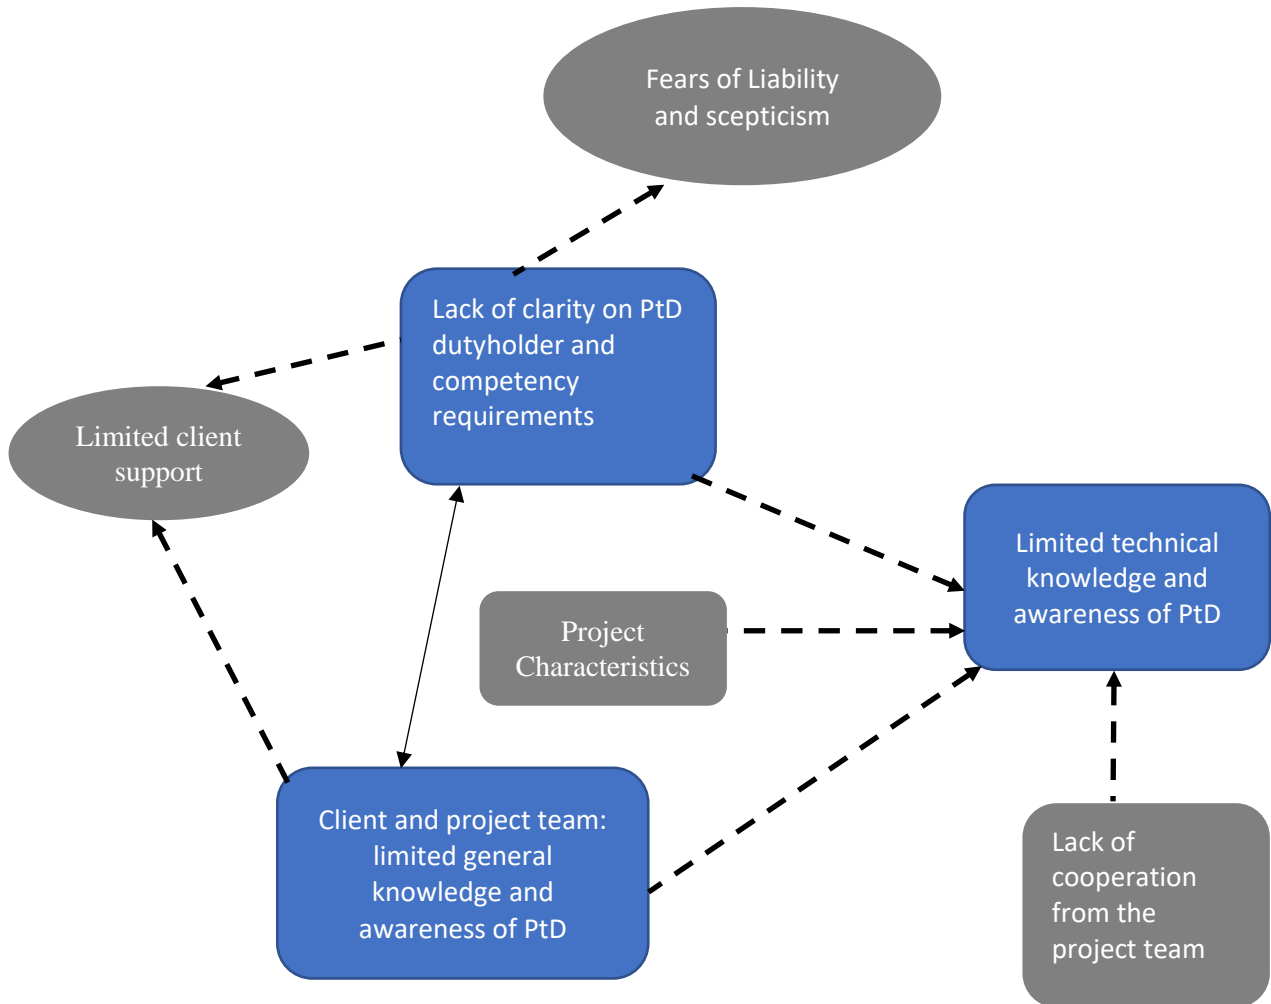 Fears of Liability
and scepticism
Lack of clarity on PtD
dutyholder and
competency
requirements
Limited client
support
Limited technical
knowledge and
awareness of PtD
Project
Characteristics
Client and project team:
limited general
knowledge and
awareness of PtD
Lack of
cooperation
from the
project team